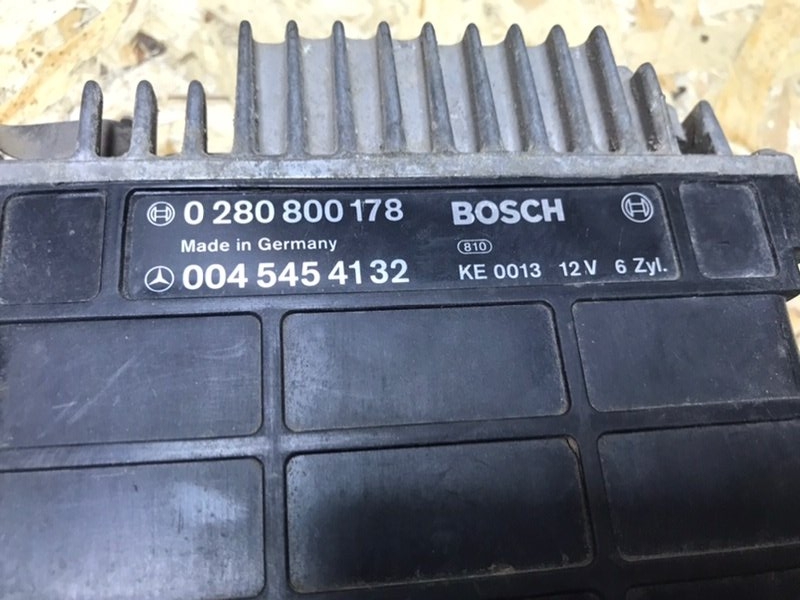 0 280 800 178 BOSCH
Made in Germany 810
004 545 41 32 KE 0013 12 V 6 Zyl.